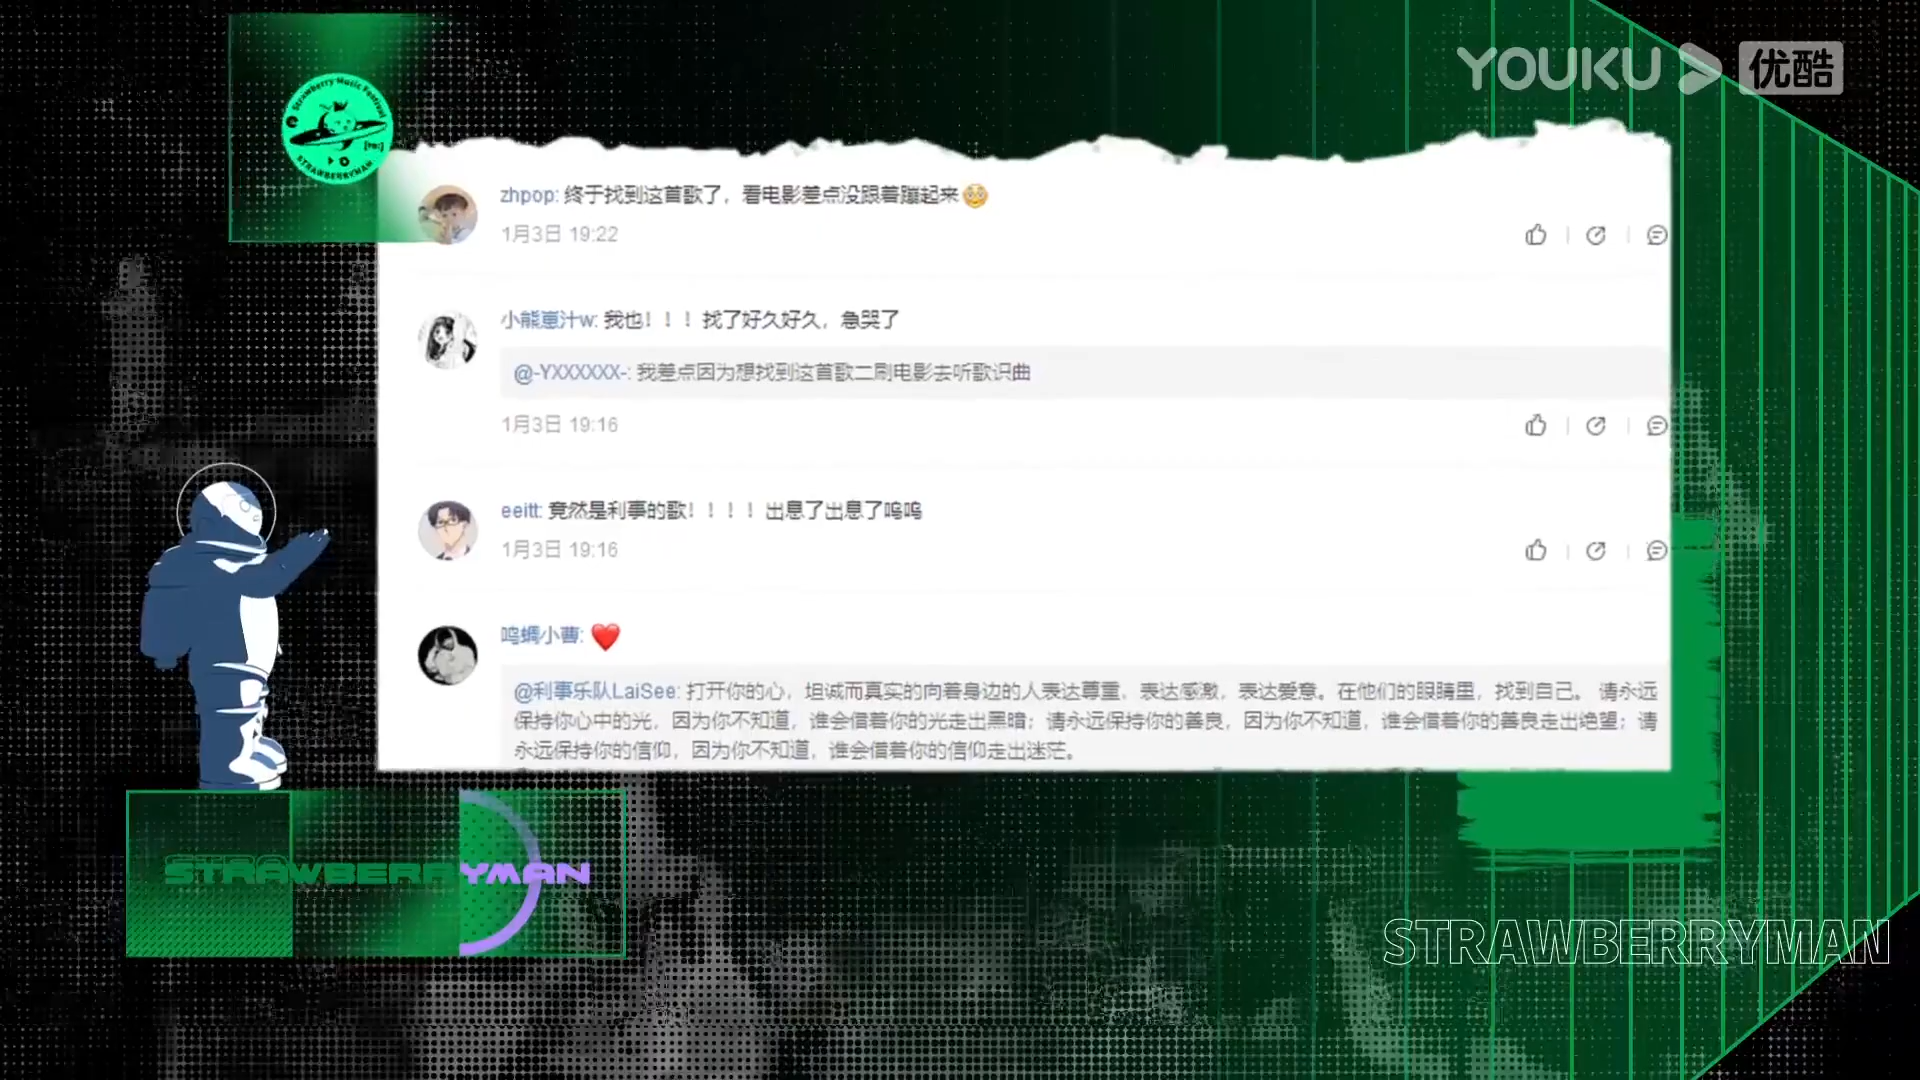 YOUKU 优酷
Strawberry Music Festival
STRAWBERRYMAN
zhpop: 终于找到这首歌了，看电影差点没跟着蹦起来🥹
1月3日 19:22
小熊崽汁w: 我也！！！找了好久好久，急哭了
@-YXXXXXX-: 我差点因为想找到这首歌二刷电影去听歌识曲
1月3日 19:16
eeitt: 竟然是利事的歌！！！！出息了出息了呜呜
1月3日 19:16
鸣蜩小曹: ❤️
@利事乐队LaiSee: 打开你的心，坦诚而真实的向着身边的人表达尊重，表达感激，表达爱意。在他们的眼睛里，找到自己。 请永远
保持你心中的光，因为你不知道，谁会借着你的光走出黑暗；请永远保持你的善良，因为你不知道，谁会借着你的善良走出绝望；请
永远保持你的信仰，因为你不知道，谁会借着你的信仰走出迷茫。
STRAWBERRYMAN
STRAWBERRYMAN